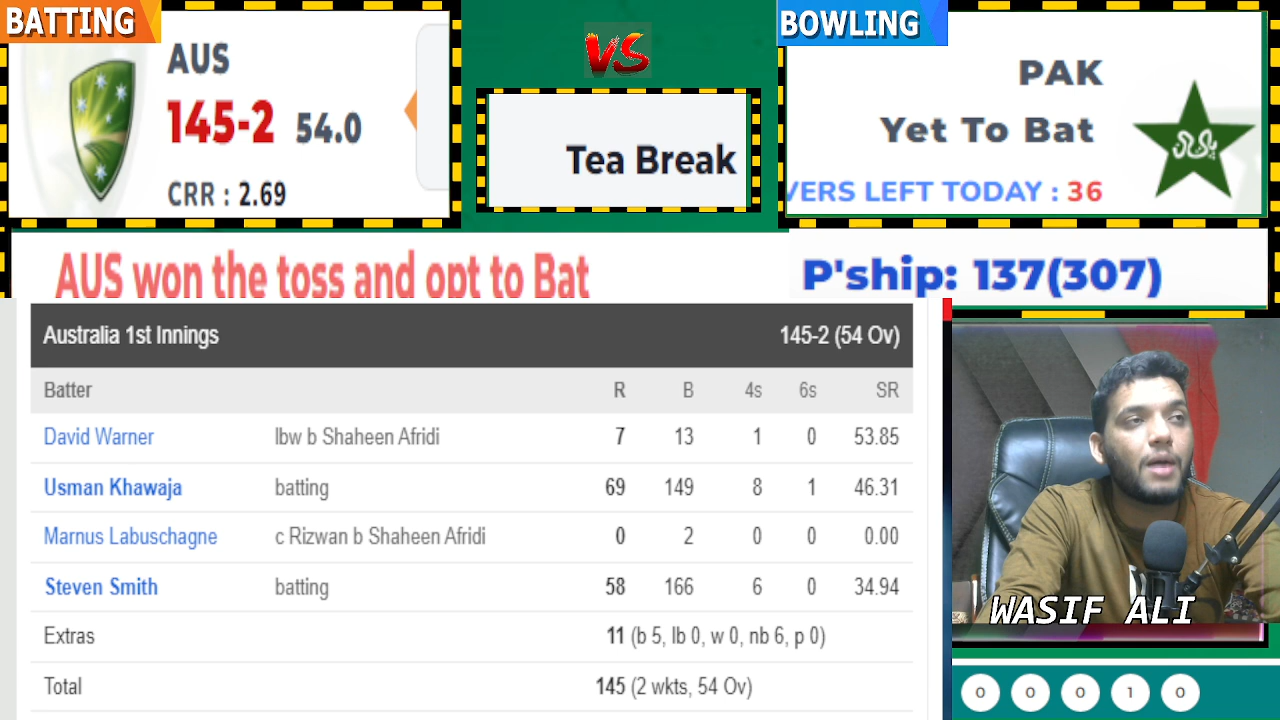 BATTING
AUS
145-2 54.0
CRR : 2.69
VS
Tea Break
BOWLING
PAK
Yet To Bat
VERS LEFT TODAY : 36
AUS won the toss and opt to Bat
P'ship: 137(307)
Australia 1st Innings 145-2 (54 Ov)
Batter R B 4s 6s SR
David Warner lbw b Shaheen Afridi 7 13 1 0 53.85
Usman Khawaja batting 69 149 8 1 46.31
Marnus Labuschagne c Rizwan b Shaheen Afridi 0 2 0 0 0.00
Steven Smith batting 58 166 6 0 34.94
Extras 11 (b 5, lb 0, w 0, nb 6, p 0)
Total 145 (2 wkts, 54 Ov)
WASIF ALI
0 0 0 1 0